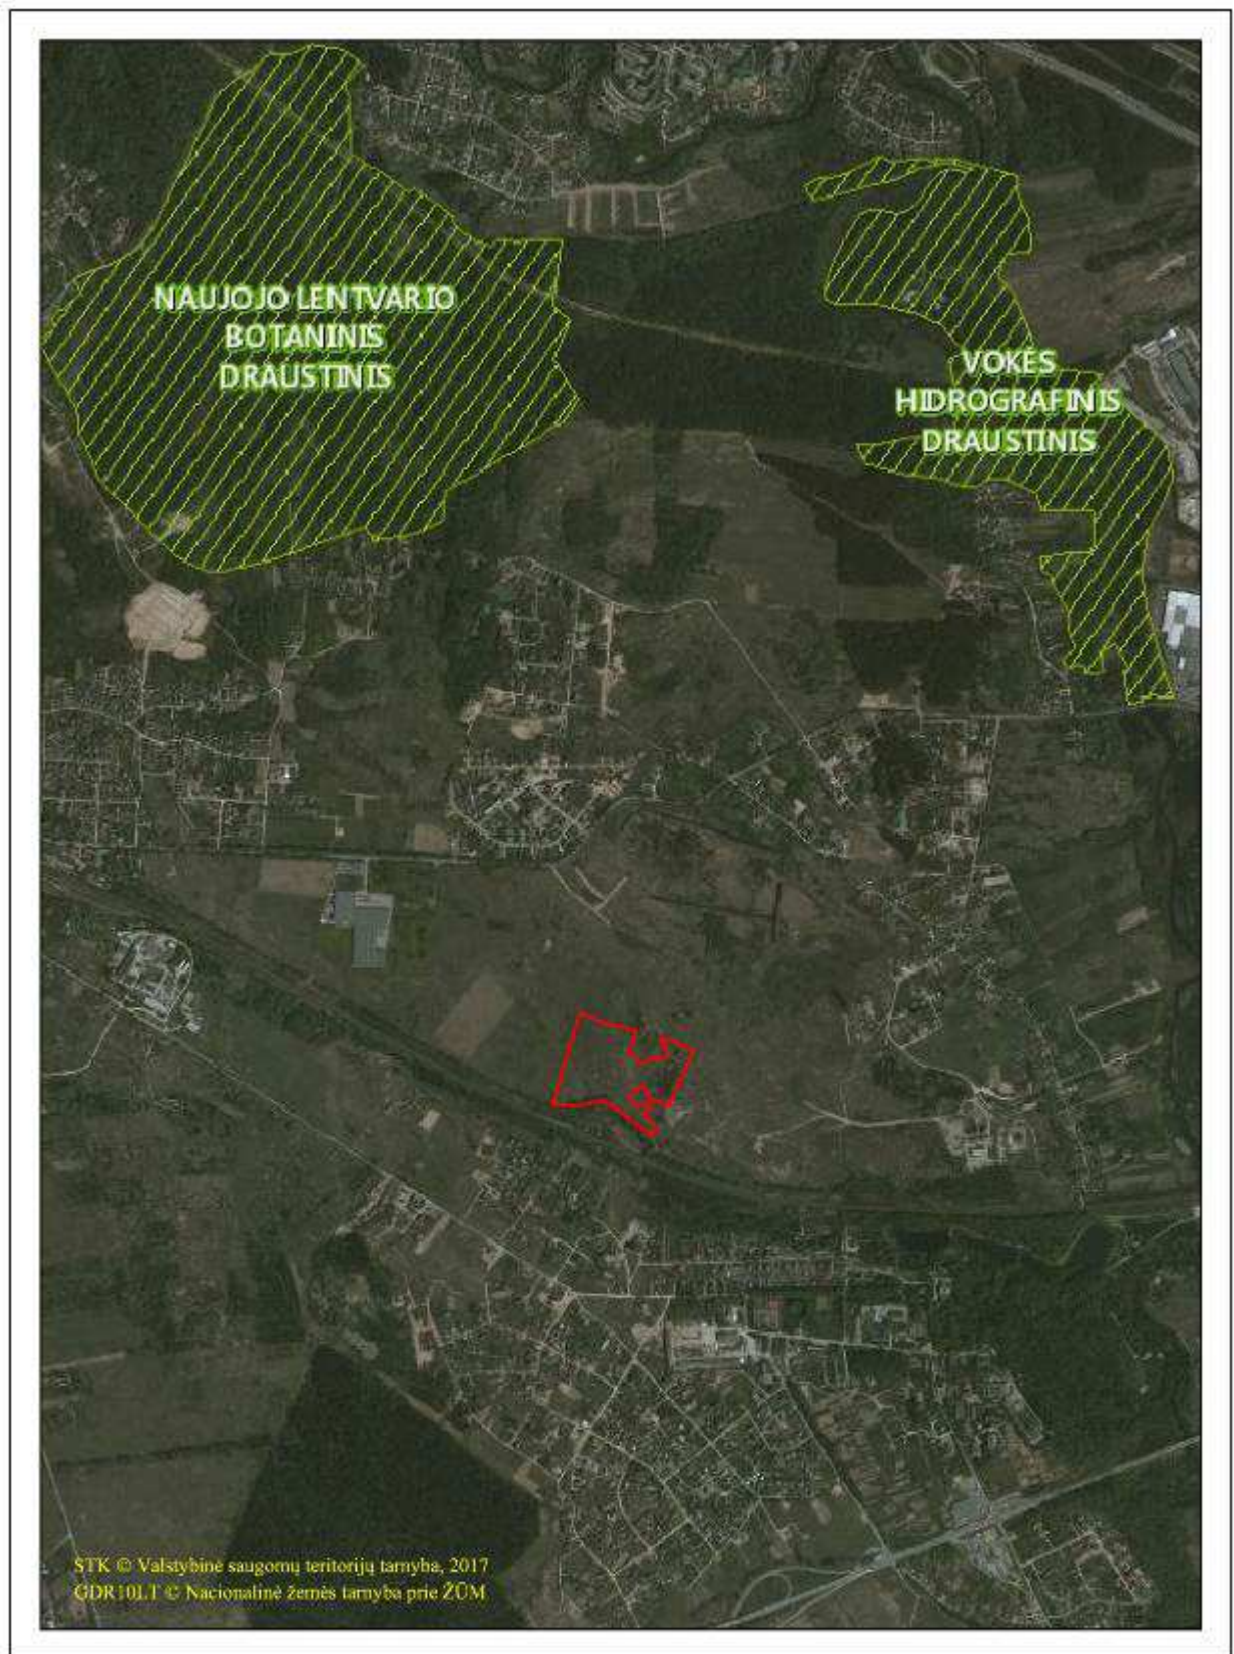 NAUJOJO LENTVARIO
BOTANINIS
DRAUSTINIS
VOKĖS
HIDROGRAFINIS
DRAUSTINIS
STK © Valstybinė saugomų teritorijų tarnyba, 2017
GDR10LT © Nacionalinė žemės tarnyba prie ŽŪM